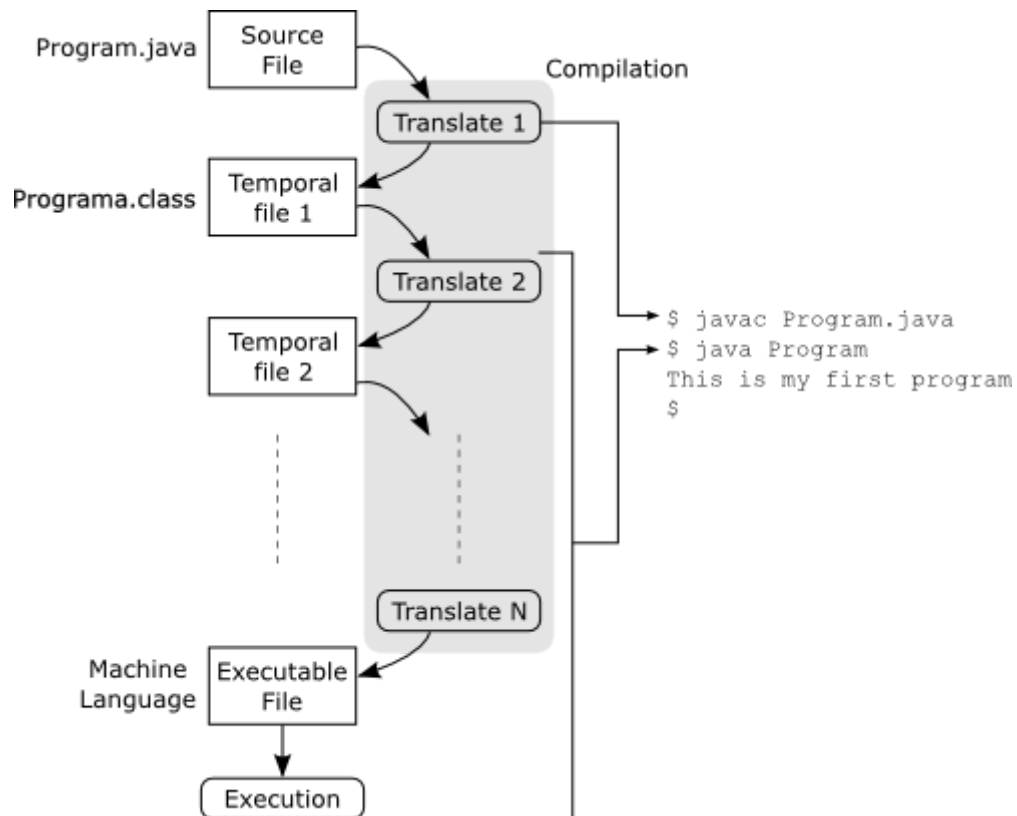 Program.java
Source
File
Compilation
Translate 1
Programa.class
Temporal
file 1
Translate 2
Temporal
file 2
$ javac Program.java
$ java Program
This is my first program
$
Translate N
Machine
Language
Executable
File
Execution